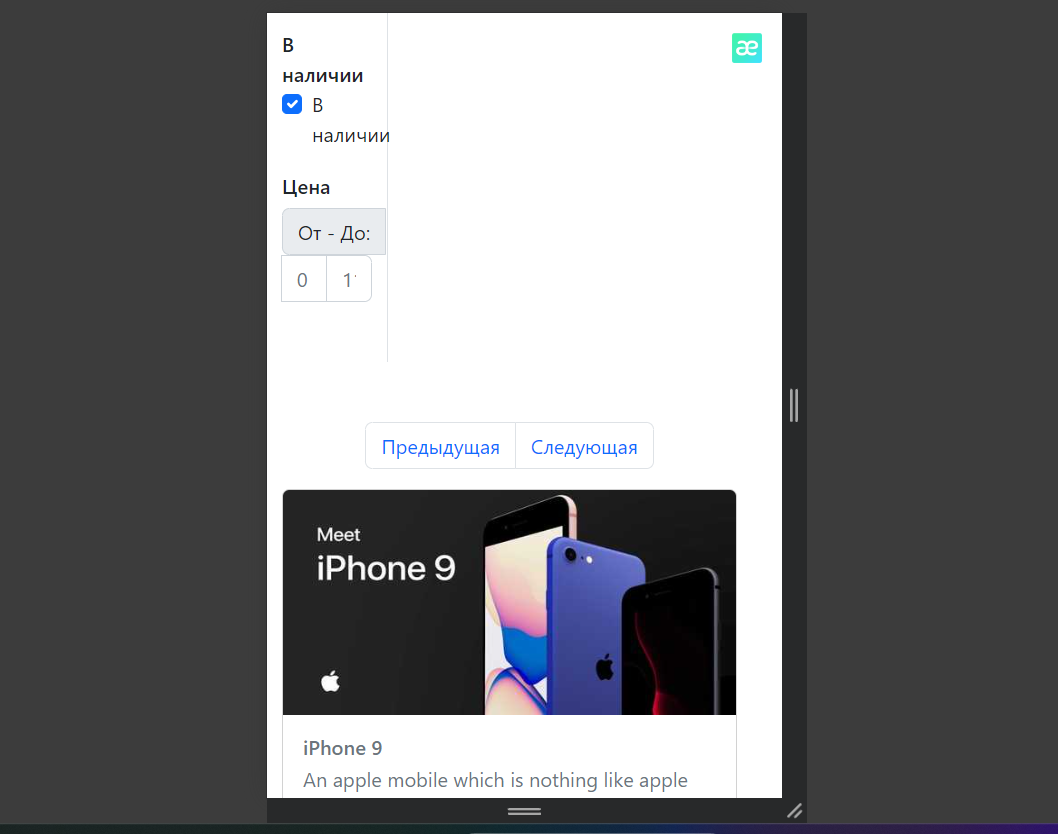 В
наличии
æ
В
наличии
Цена
От - До:
0
Предыдущая Следующая
Meet
iPhone 9
iPhone 9
An apple mobile which is nothing like apple